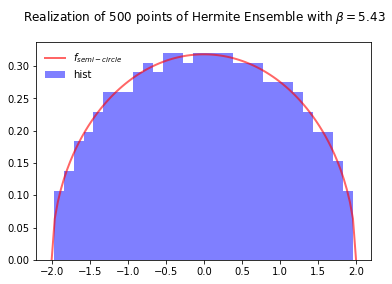 Realization of 500 points of Hermite Ensemble with β = 5.43
f_{semi-circle}
hist
0.30
0.25
0.20
0.15
0.10
0.05
0.00
−2.0 −1.5 −1.0 −0.5 0.0 0.5 1.0 1.5 2.0